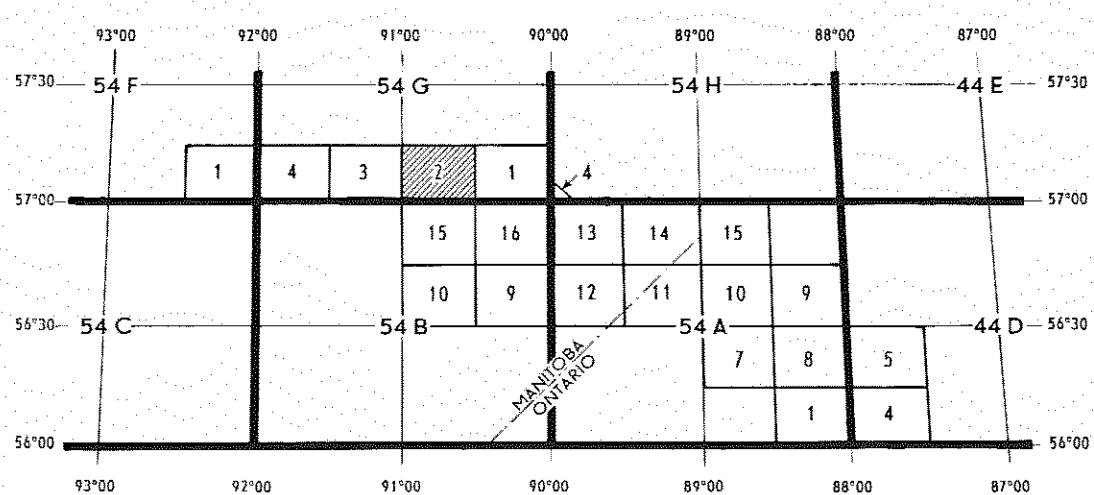 93°00 92°00 91°00 90°00 89°00 88°00 87°00
57°30 54 F 54 G 54 H 44 E 57°30
1 4 3 2 1 4
57°00 57°00
15 16 13 14 15
10 9 12 11 10 9
56°30 54 C 54 B 54 A 44 D 56°30
7 8 5
MANITOBA
ONTARIO
1 4
56°00 56°00
93°00 92°00 91°00 90°00 89°00 88°00 87°00